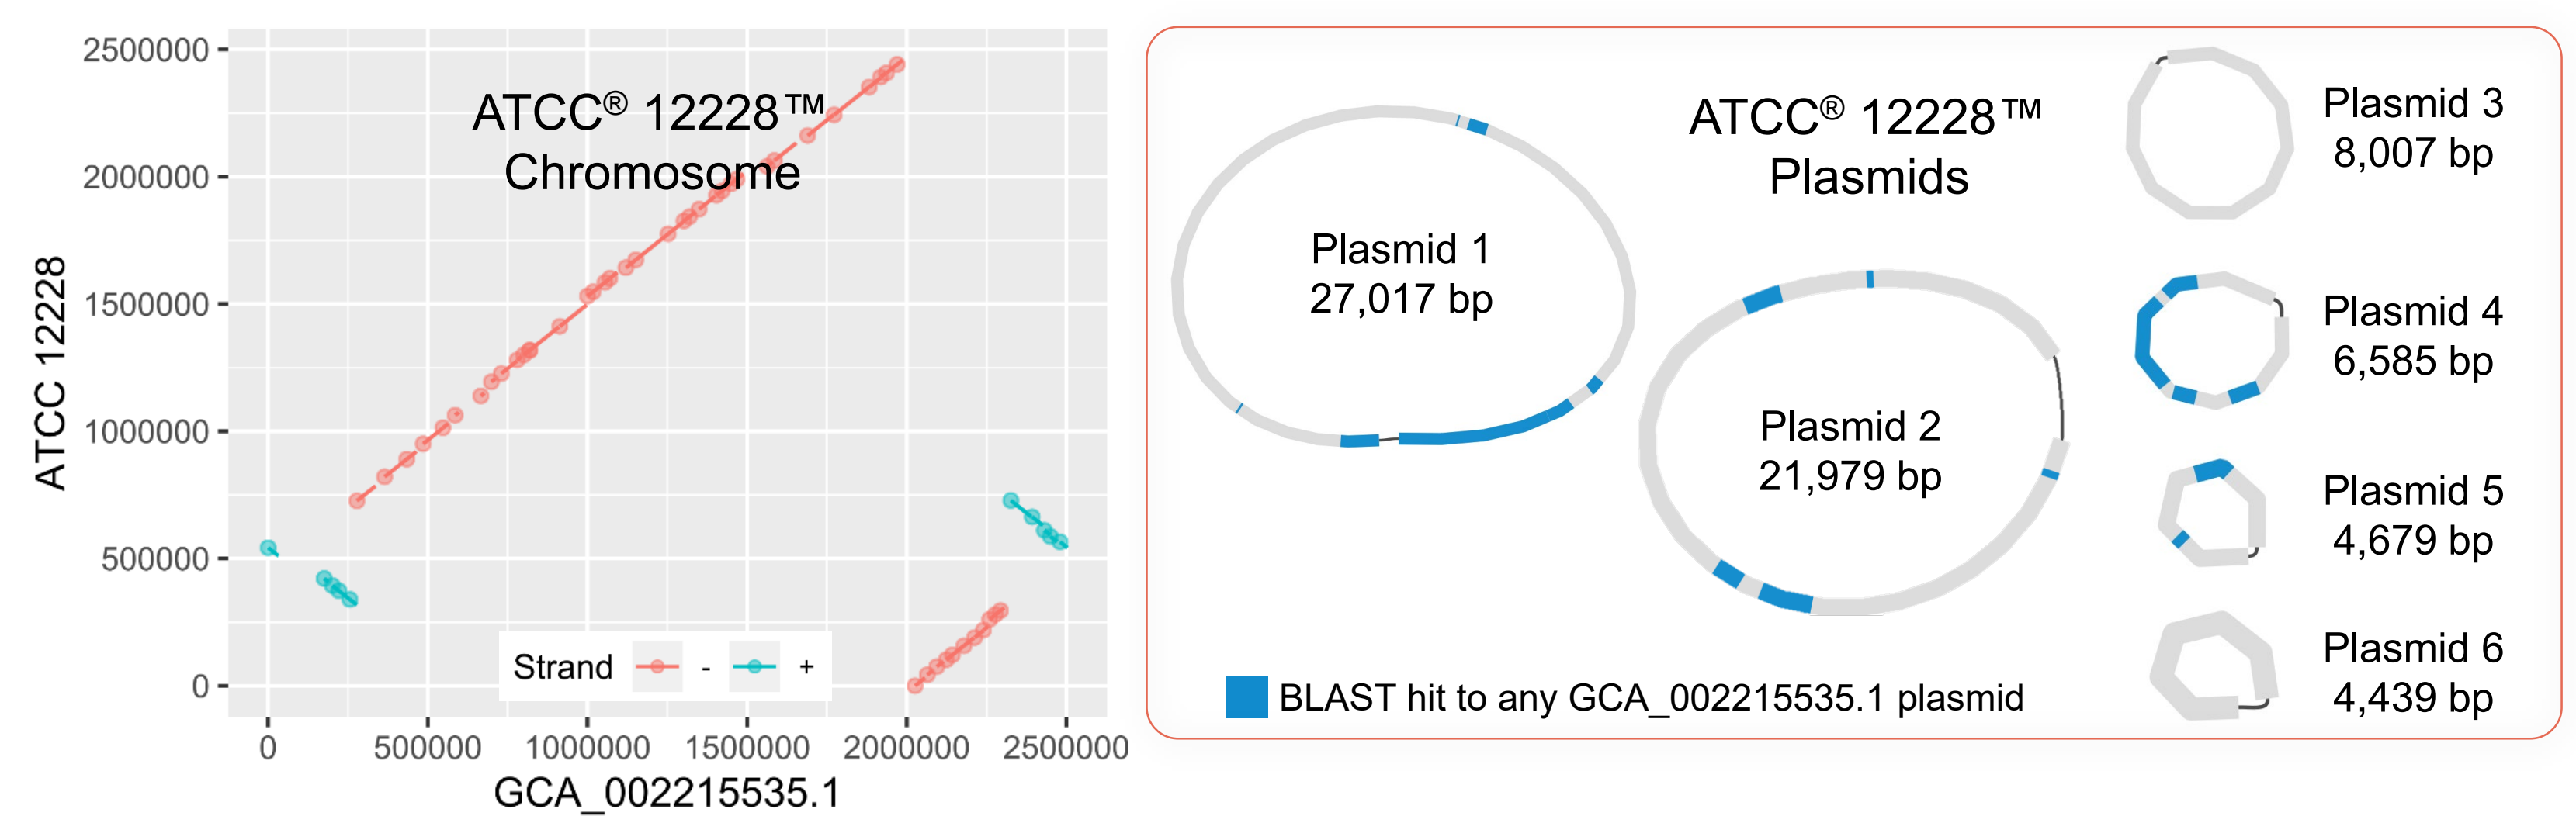 ATCC® 12228™
Chromosome
ATCC 12228
2500000
2000000
1500000
1000000
500000
0
Strand - +
0 500000 1000000 1500000 2000000 2500000
GCA_002215535.1
ATCC® 12228™
Plasmids
Plasmid 1
27,017 bp
Plasmid 2
21,979 bp
Plasmid 3
8,007 bp
Plasmid 4
6,585 bp
Plasmid 5
4,679 bp
Plasmid 6
4,439 bp
BLAST hit to any GCA_002215535.1 plasmid